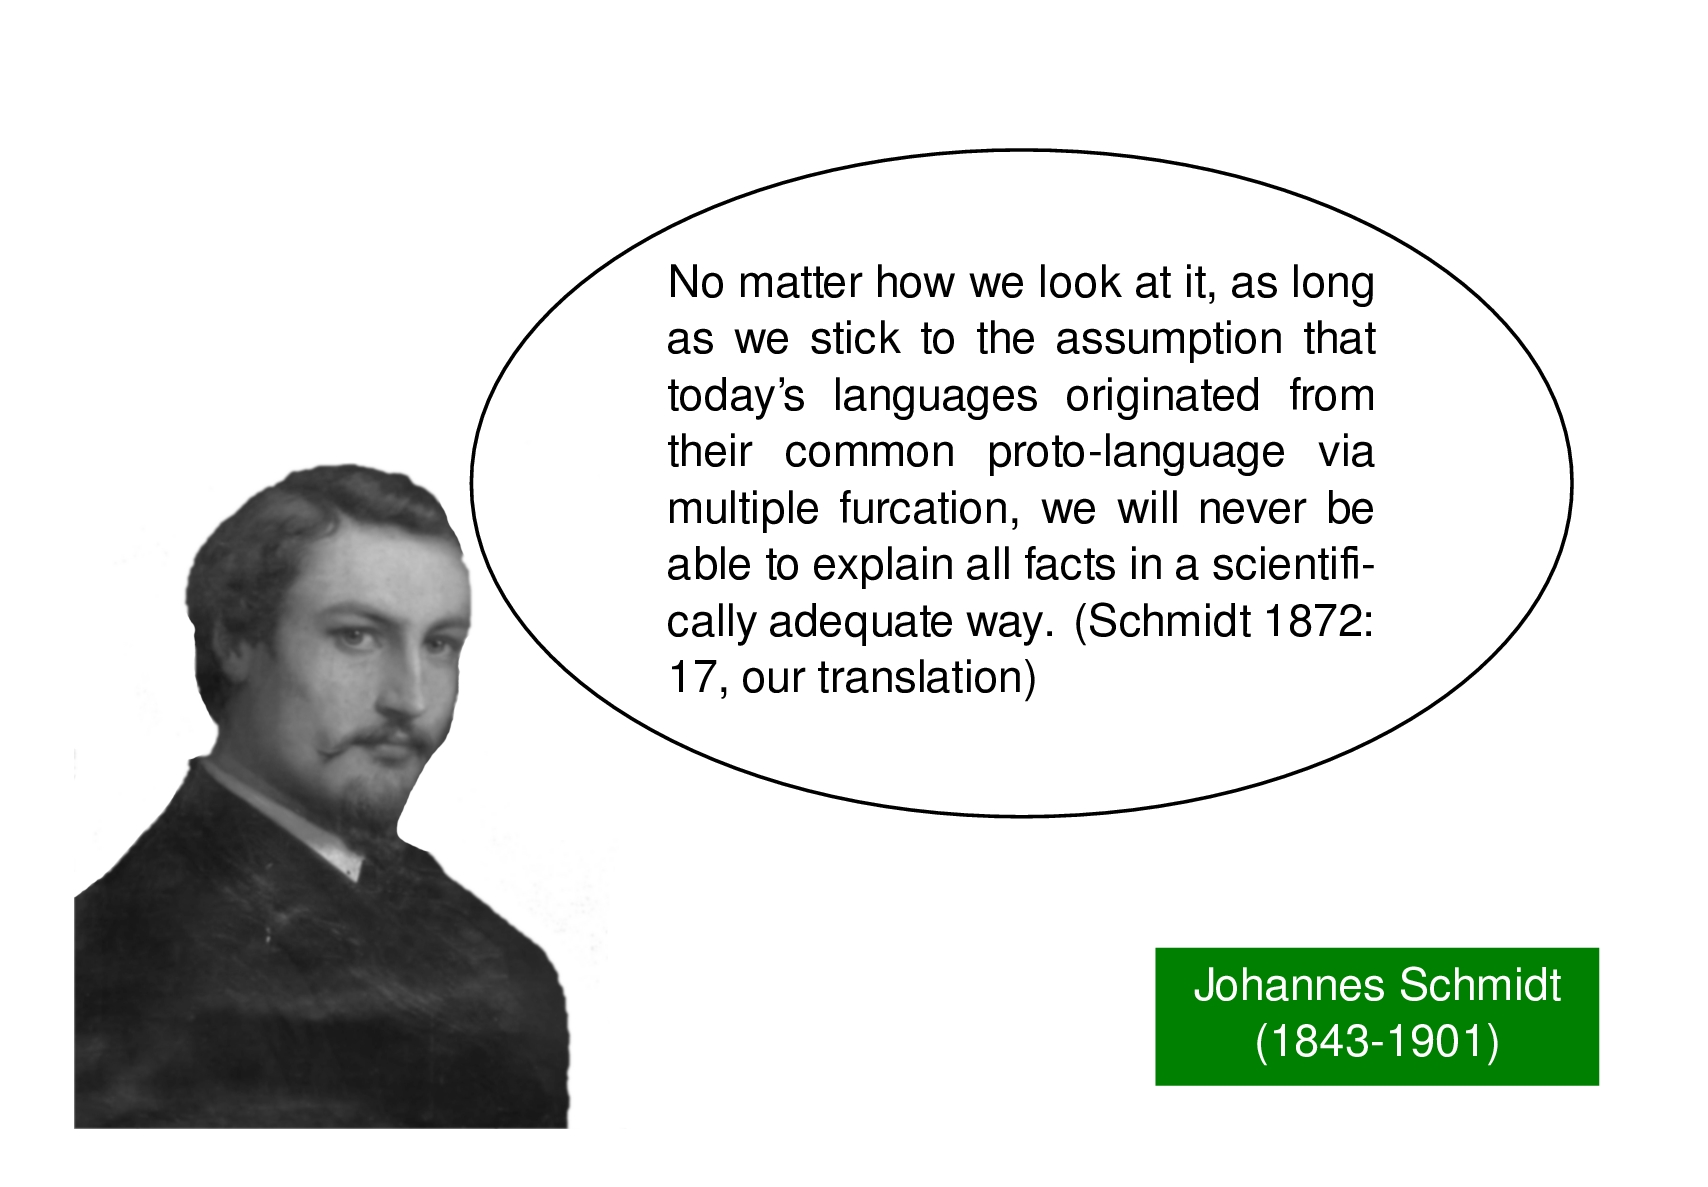 No matter how we look at it, as long
as we stick to the assumption that
today’s languages originated from
their common proto-language via
multiple furcation, we will never be
able to explain all facts in a scientifi-
cally adequate way. (Schmidt 1872:
17, our translation)
Johannes Schmidt
(1843-1901)